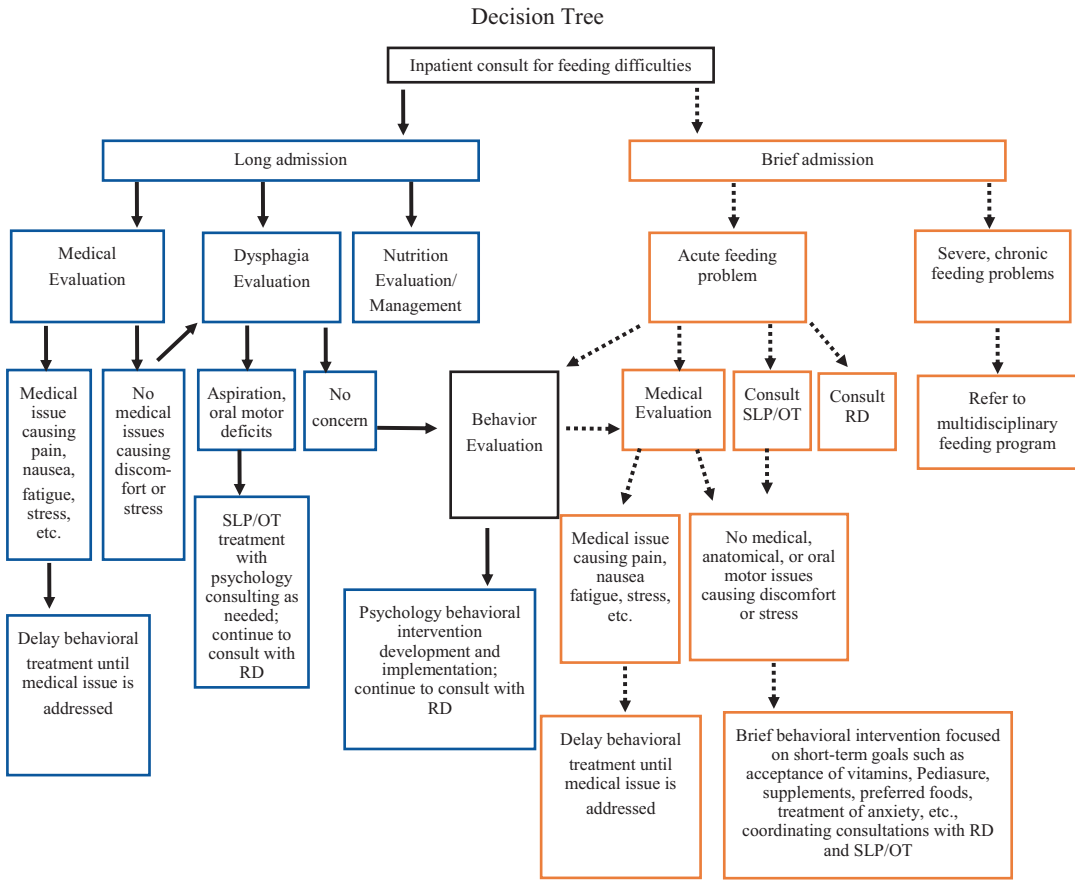 Decision Tree
Inpatient consult for feeding difficulties
Long admission
Brief admission
Medical
Evaluation
Dysphagia
Evaluation
Nutrition
Evaluation/
Management
Acute feeding
problem
Severe, chronic
feeding problems
Medical
issue
causing
pain,
nausea,
fatigue,
stress,
etc.
No
medical
issues
causing
discom-
fort or
stress
Aspiration,
oral motor
deficits
No
concern
Behavior
Evaluation
Medical
Evaluation
Consult
SLP/OT
Consult
RD
Refer to
multidisciplinary
feeding program
SLP/OT
treatment
with
psychology
consulting as
needed;
continue to
consult with
RD
Medical issue
causing pain,
nausea
fatigue, stress,
etc.
No medical,
anatomical, or oral
motor issues
causing discomfort
or stress
Delay behavioral
treatment until
medical issue is
addressed
Psychology behavioral
intervention
development and
implementation;
continue to consult with
RD
Delay behavioral
treatment until
medical issue is
addressed
Brief behavioral intervention focused
on short-term goals such as
acceptance of vitamins, Pediasure,
supplements, preferred foods,
treatment of anxiety, etc.,
coordinating consultations with RD
and SLP/OT